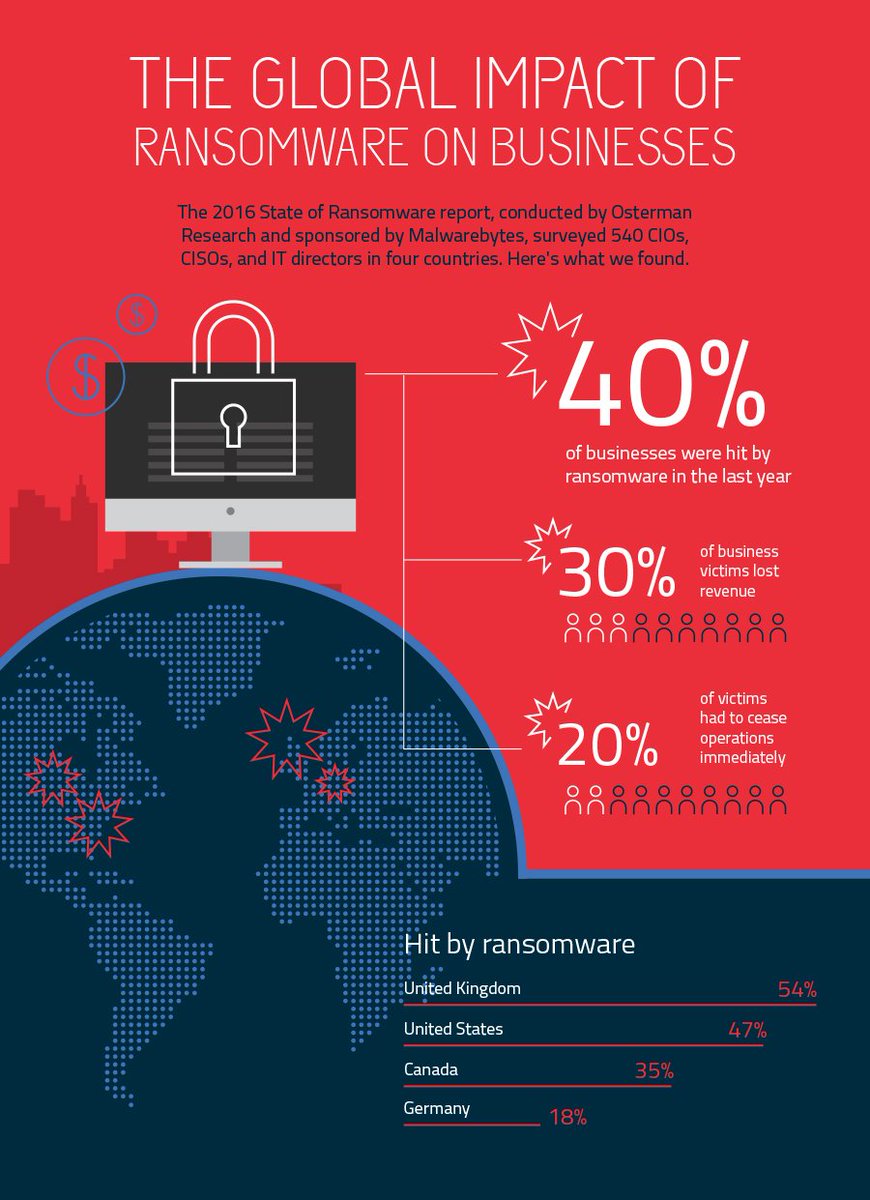 THE GLOBAL IMPACT OF
RANSOMWARE ON BUSINESSES
The 2016 State of Ransomware report, conducted by Osterman
Research and sponsored by Malwarebytes, surveyed 540 CIOs,
CISOs, and IT directors in four countries. Here's what we found.
$
$
40%
of businesses were hit by
ransomware in the last year
30%
of business
victims lost
revenue
20%
of victims
had to cease
operations
immediately
Hit by ransomware
United Kingdom 54%
United States 47%
Canada 35%
Germany 18%